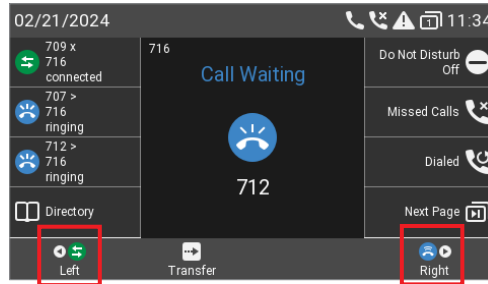 02/21/2024
1
11:34
709 x
716
connected
707 >
716
ringing
712 >
716
ringing
Directory
716
Call Waiting
712
Do Not Disturb
Off
Missed Calls
Dialed
Next Page
Left
Transfer
Right